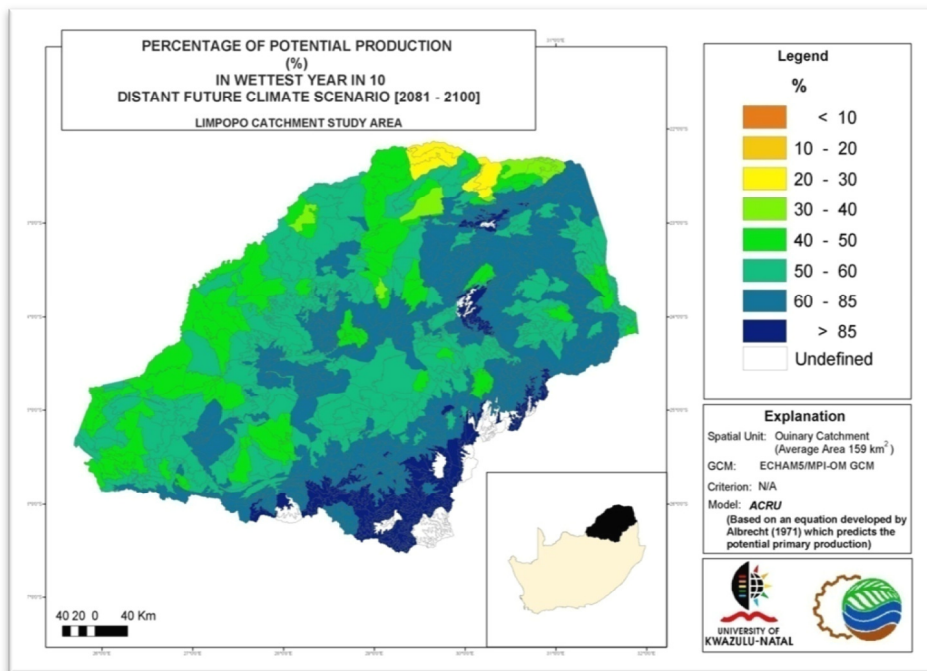 PERCENTAGE OF POTENTIAL PRODUCTION
(%)
IN WETTEST YEAR IN 10
DISTANT FUTURE CLIMATE SCENARIO [2081 - 2100]
LIMPOPO CATCHMENT STUDY AREA
Legend
%
< 10
10 - 20
20 - 30
30 - 40
40 - 50
50 - 60
60 - 85
> 85
Undefined
Explanation
Spatial Unit: Ouinary Catchment
(Average Area 159 km²)
GCM: ECHAM5/MPI-OM GCM
Criterion: N/A
Model: ACRU
(Based on an equation developed by
Albrecht (1971) which predicts the
potential primary production)
40 20 0 40 Km
UNIVERSITY OF
KWAZULU-NATAL